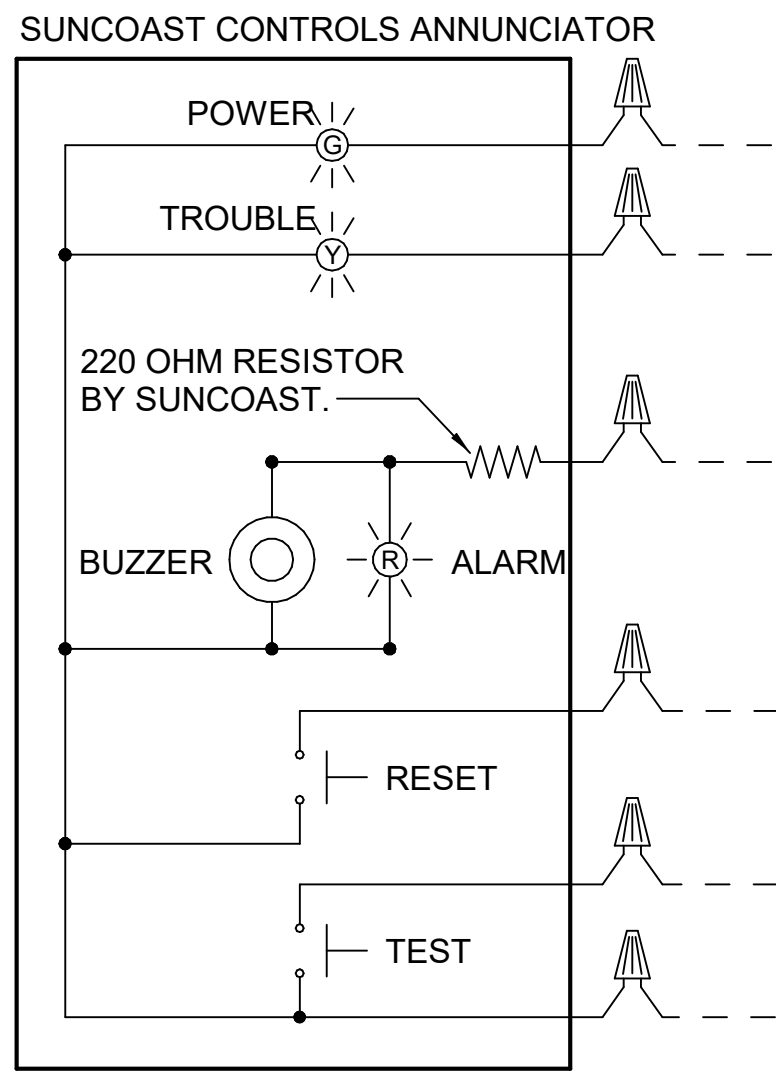 SUNCOAST CONTROLS ANNUNCIATOR
POWER
G
TROUBLE
Y
220 OHM RESISTOR
BY SUNCOAST.
BUZZER
R
ALARM
RESET
TEST